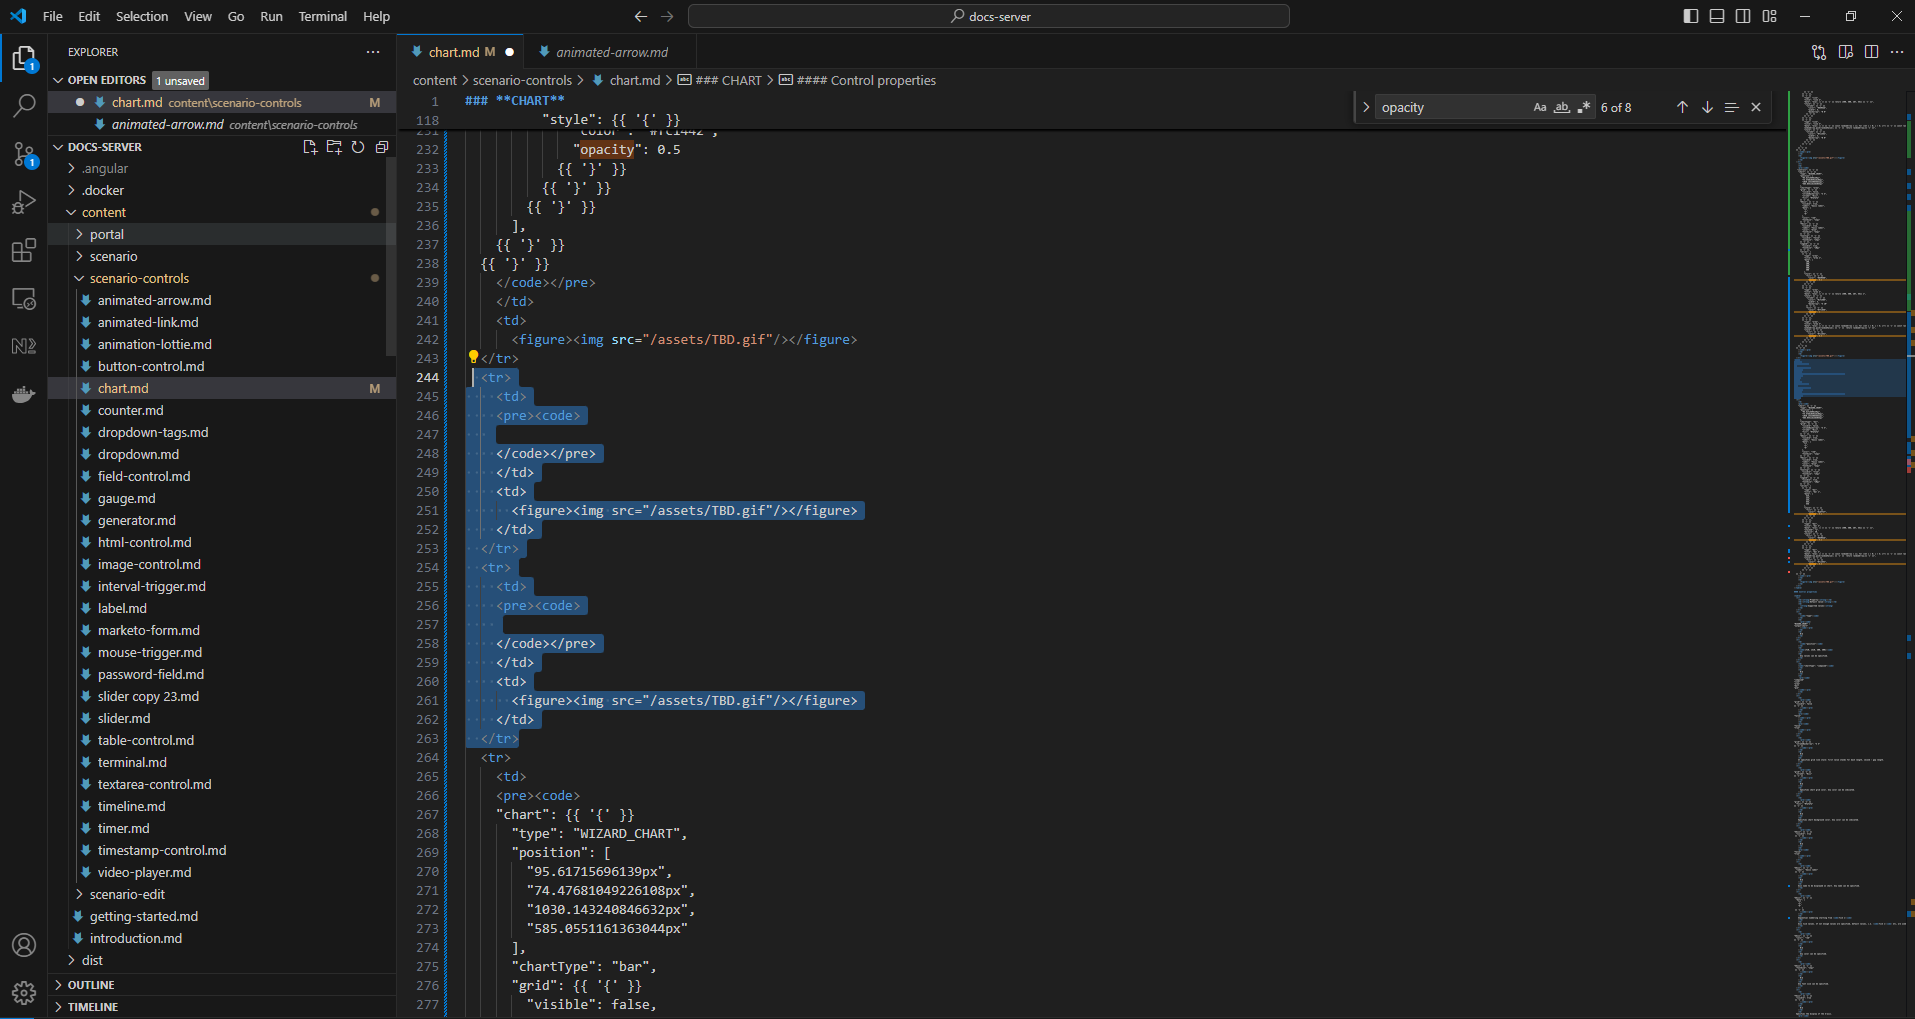 File Edit Selection View Go Run Terminal Help
docs-server
EXPLORER
OPEN EDITORS 1 unsaved
chart.md content\scenario-controls M
animated-arrow.md content\scenario-controls
DOCS-SERVER
.angular
.docker
content
portal
scenario
scenario-controls
animated-arrow.md
animated-link.md
animation-lottie.md
button-control.md
chart.md M
counter.md
dropdown-tags.md
dropdown.md
field-control.md
gauge.md
generator.md
html-control.md
image-control.md
interval-trigger.md
label.md
marketo-form.md
mouse-trigger.md
password-field.md
slider copy 23.md
slider.md
table-control.md
terminal.md
textarea-control.md
timeline.md
timer.md
timestamp-control.md
video-player.md
scenario-edit
getting-started.md
introduction.md
dist
OUTLINE
TIMELINE
1
1
chart.md M
animated-arrow.md
content > scenario-controls > chart.md > ### CHART > #### Control properties
opacity Aa ab 6 of 8
1 ### **CHART**
118 "style": {{ '{' }}
231 "color": "#fc1442",
232 "opacity": 0.5
233 {{ '}' }}
234 {{ '}' }}
235 {{ '}' }}
236 ],
237 {{ '}' }}
238 {{ '}' }}
239 </code></pre>
240 </td>
241 <td>
242 <figure><img src="/assets/TBD.gif"/></figure>
243 </tr>
244 <tr>
245 <td>
246 <pre><code>
247
248 </code></pre>
249 </td>
250 <td>
251 <figure><img src="/assets/TBD.gif"/></figure>
252 </td>
253 </tr>
254 <tr>
255 <td>
256 <pre><code>
257
258 </code></pre>
259 </td>
260 <td>
261 <figure><img src="/assets/TBD.gif"/></figure>
262 </td>
263 </tr>
264 <tr>
265 <td>
266 <pre><code>
267 "chart": {{ '{' }}
268 "type": "WIZARD_CHART",
269 "position": [
270 "95.61715696139px",
271 "74.47681049226108px",
272 "1030.143240846632px",
273 "585.0551161363044px"
274 ],
275 "chartType": "bar",
276 "grid": {{ '{' }}
277 "visible": false,